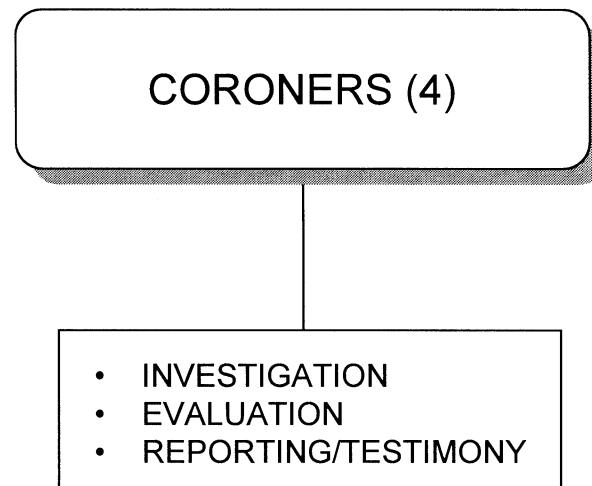 CORONERS (4)
• INVESTIGATION
• EVALUATION
• REPORTING/TESTIMONY